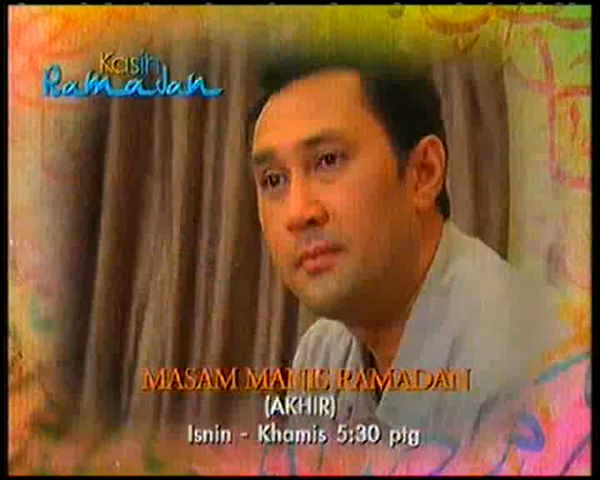 Kasih
Ramadan
MASAM MANIS RAMADAN
(AKHIR)
Isnin - Khamis 5:30 ptg